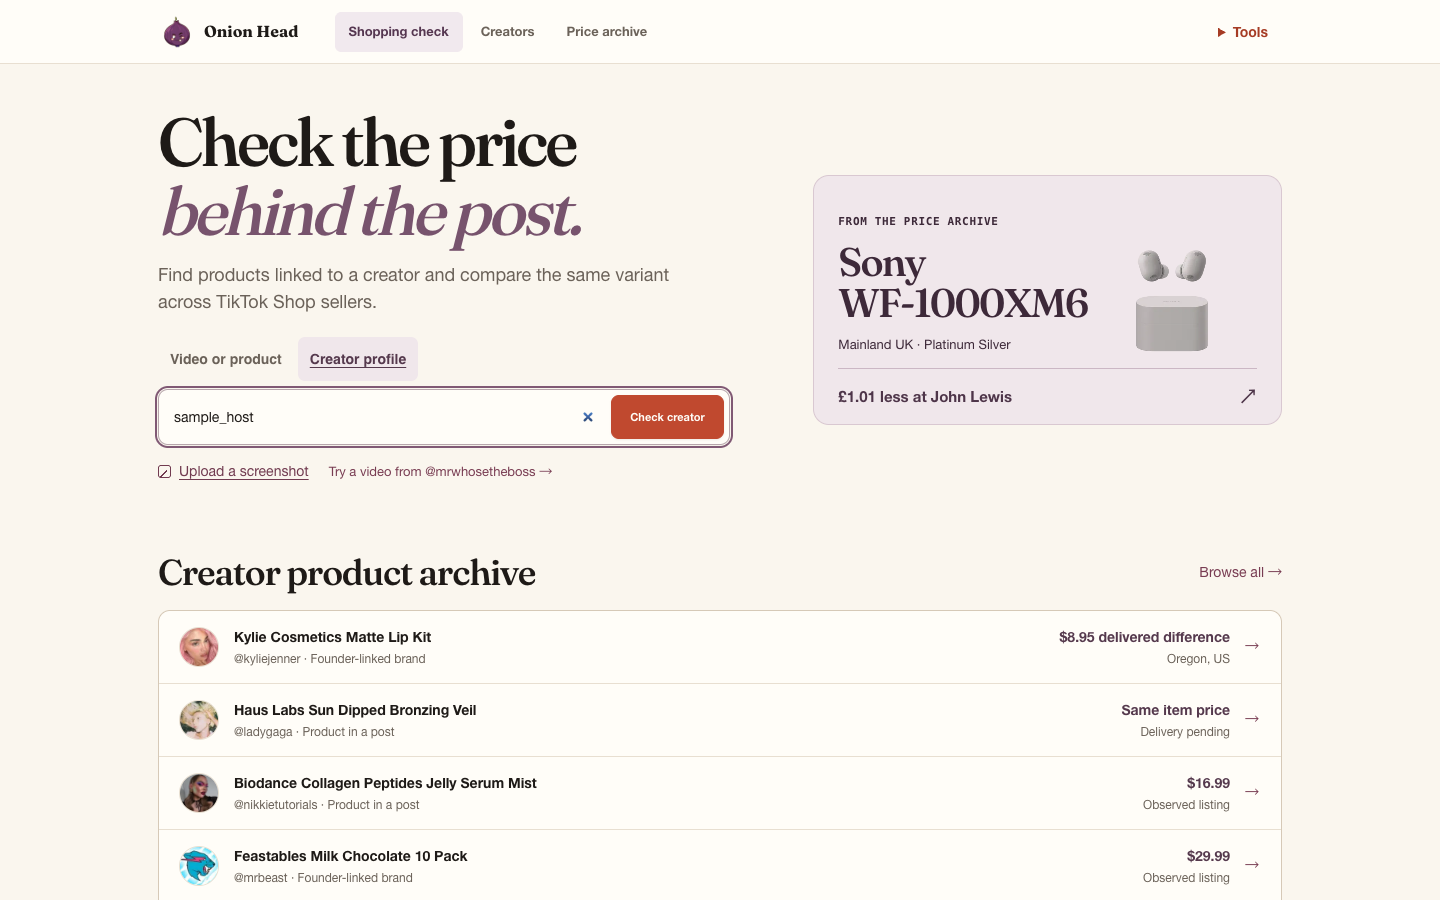 Onion Head
Shopping check
Creators
Price archive
▶ Tools
Check the price
behind the post.
Find products linked to a creator and compare the same variant
across TikTok Shop sellers.
Video or product
Creator profile
sample_host
Check creator
Upload a screenshot
Try a video from @mrwhosetheboss →
FROM THE PRICE ARCHIVE
Sony
WF-1000XM6
Mainland UK · Platinum Silver
£1.01 less at John Lewis
Creator product archive
Browse all →
Kylie Cosmetics Matte Lip Kit
@kyliejenner · Founder-linked brand
$8.95 delivered difference
Oregon, US
Haus Labs Sun Dipped Bronzing Veil
@ladygaga · Product in a post
Same item price
Delivery pending
Biodance Collagen Peptides Jelly Serum Mist
@nikkietutorials · Product in a post
$16.99
Observed listing
Feastables Milk Chocolate 10 Pack
@mrbeast · Founder-linked brand
$29.99
Observed listing